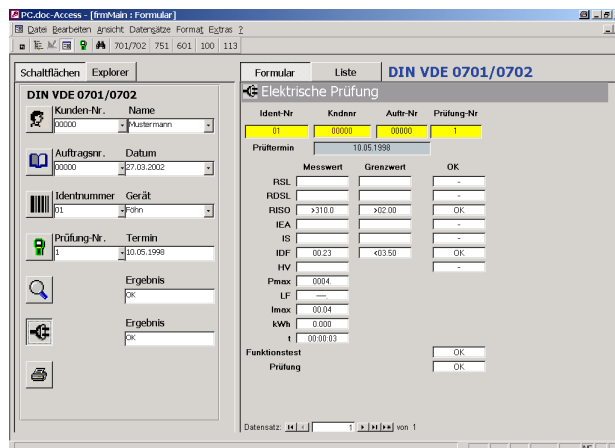 PC.doc-Access - [frmMain : Formular]
Datei Bearbeiten Ansicht Datensätze Format Extras ?
701/702 751 601 100 113
Schaltflächen Explorer
DIN VDE 0701/0702
Kunden-Nr. Name
00000 Mustermann
Auftragsnr. Datum
00000 27.03.2002
Identnummer Gerät
01 Föhn
Prüfung-Nr. Termin
1 10.05.1998
Ergebnis
OK
Ergebnis
OK
Formular Liste DIN VDE 0701/0702
Elektrische Prüfung
Ident-Nr Kndnnr Auftr-Nr Prüfung-Nr
01 00000 00000 1
Prüftermin 10.05.1998
Messwert Grenzwert OK
RSL -
RDSL -
RISO >310.0 >02.00 OK
IEA -
IS -
IDF 00.23 <03.50 OK
HV -
Pmax 0004.
LF —.
Imax 00.04
kWh 0.000
t 00:00:03
Funktionstest OK
Prüfung OK
Datensatz: 1 von 1